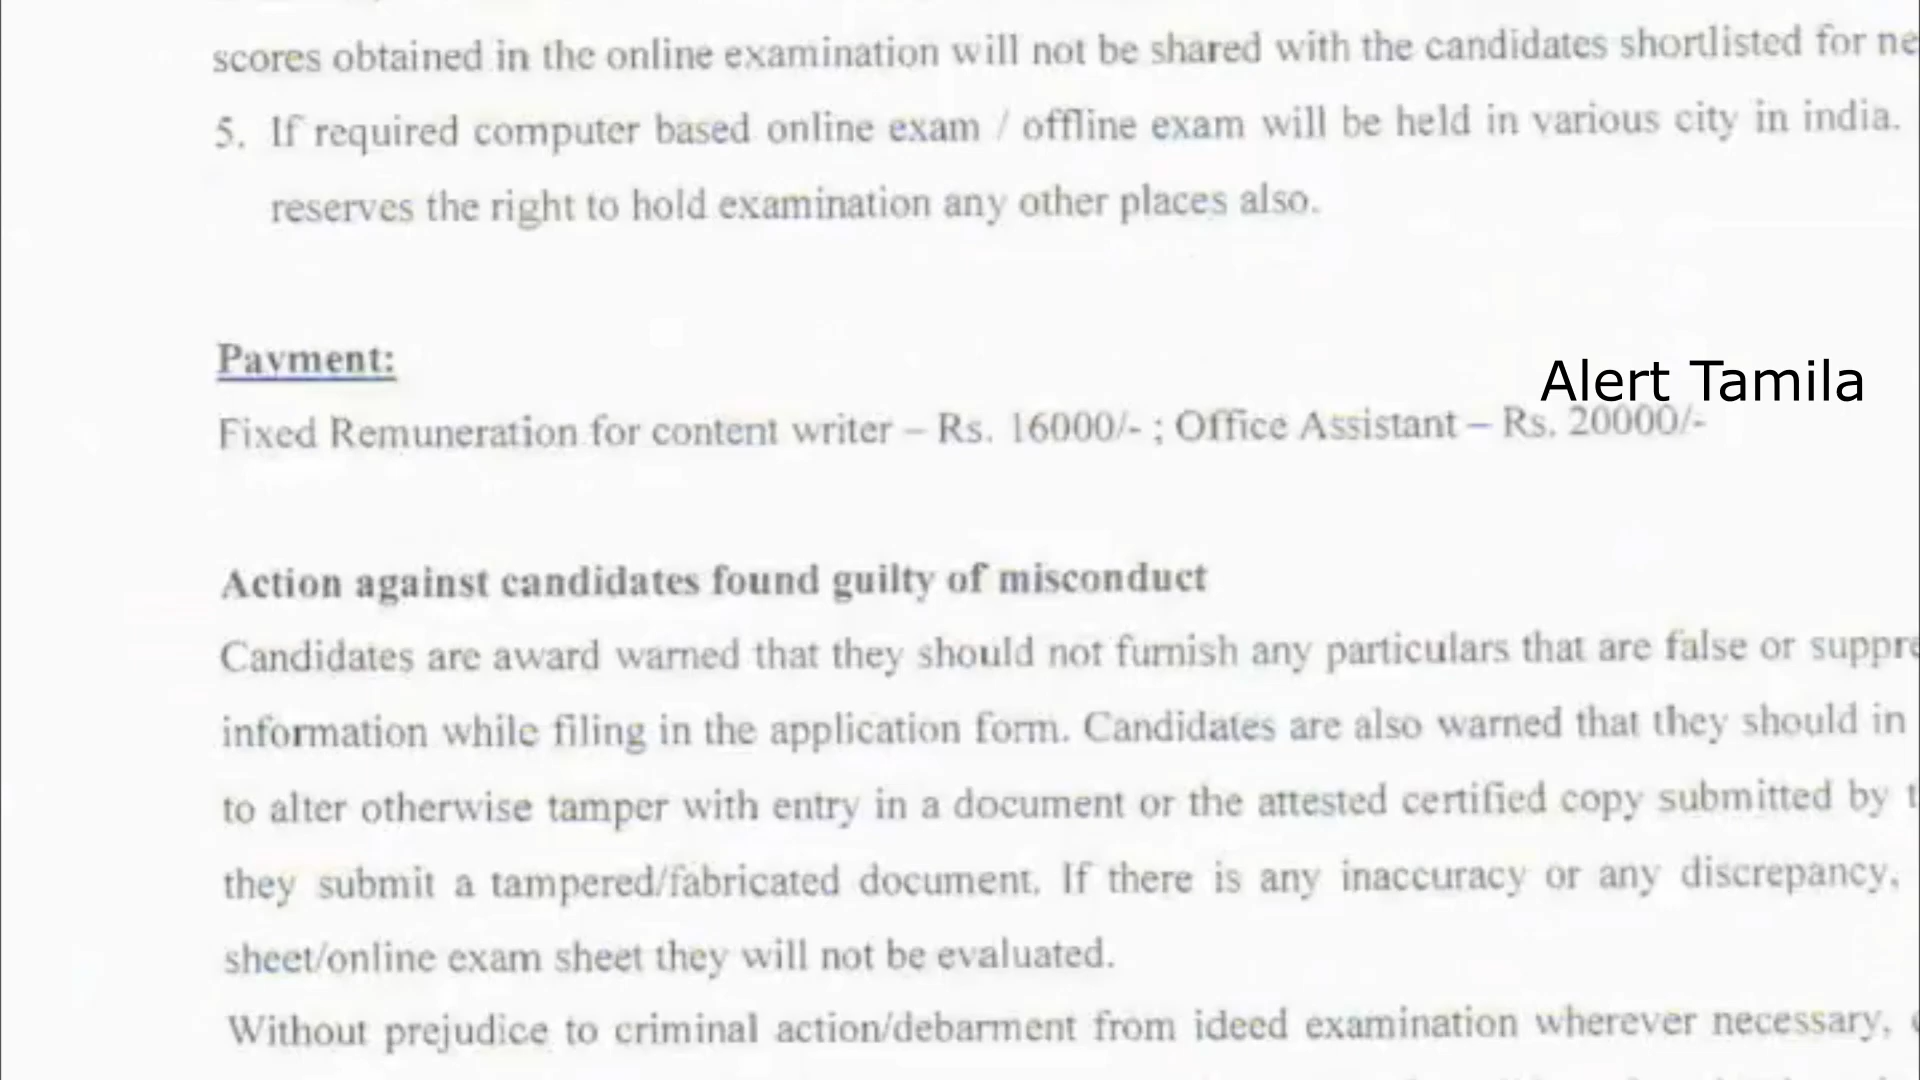 scores obtained in the online examination will not be shared with the candidates shortlisted for ne
5. If required computer based online exam / offline exam will be held in various city in india.
reserves the right to hold examination any other places also.
Payment:
Alert Tamila
Fixed Remuneration for content writer – Rs. 16000/- ; Office Assistant – Rs. 20000/-
Action against candidates found guilty of misconduct
Candidates are award warned that they should not furnish any particulars that are false or suppre
information while filing in the application form. Candidates are also warned that they should in
to alter otherwise tamper with entry in a document or the attested certified copy submitted by t
they submit a tampered/fabricated document. If there is any inaccuracy or any discrepancy,
sheet/online exam sheet they will not be evaluated.
Without prejudice to criminal action/debarment from ideed examination wherever necessary,